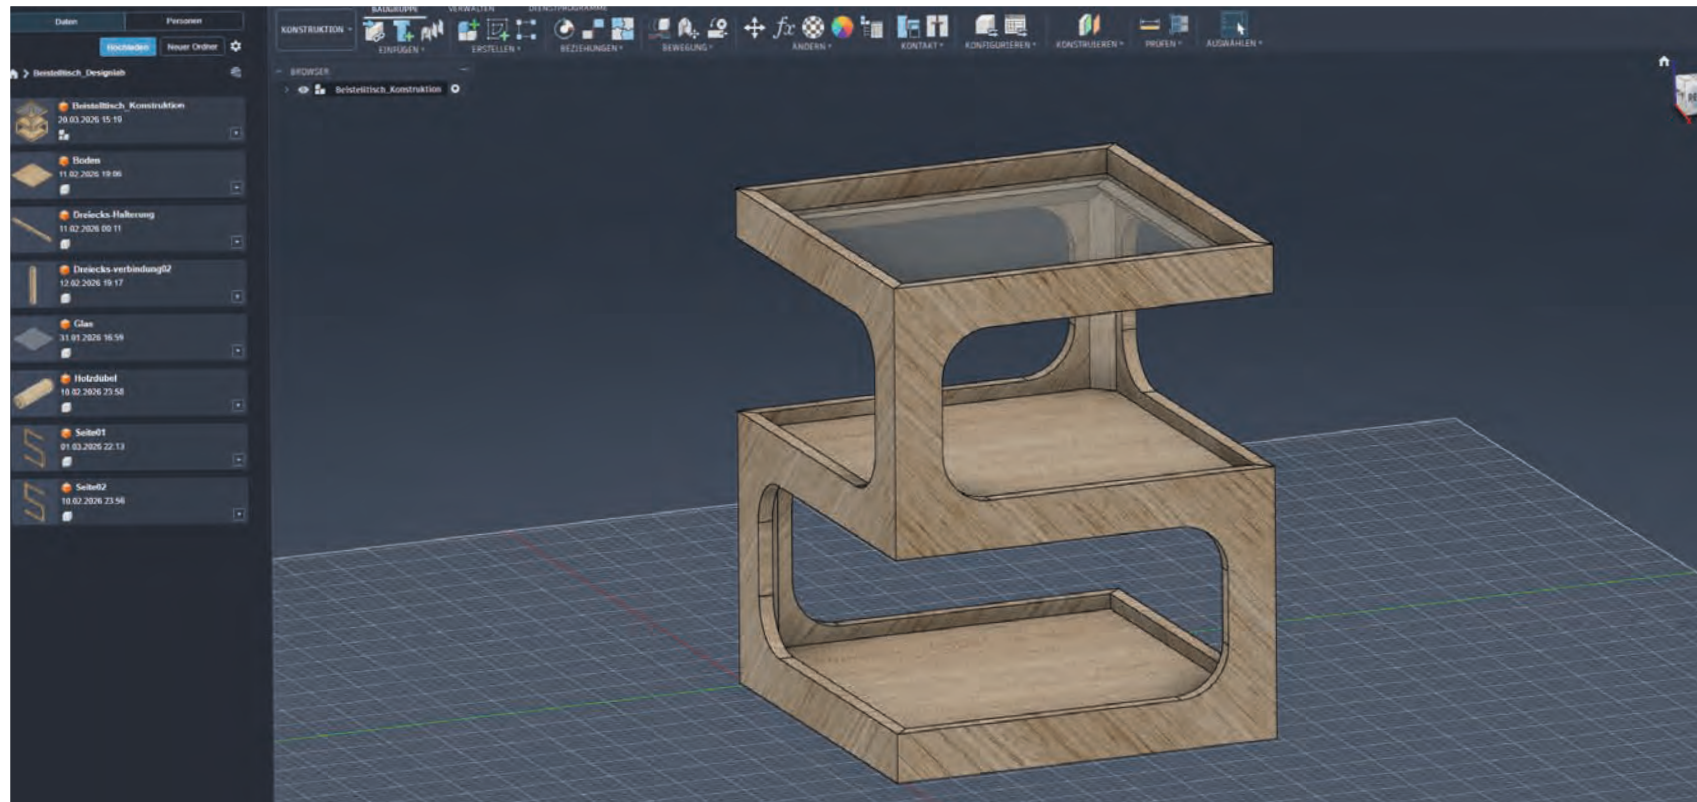 Daten
Personen
Hochladen
Neuer Ordner
Beistelltisch_Designlab
Beistelltisch_Konstruktion
20.03.2026 15:19
Boden
11.02.2026 19:06
Dreiecks-Halterung
11.02.2026 00:11
Dreiecks-verbindung02
12.02.2026 19:17
Glas
31.01.2026 16:59
Holzdübel
10.02.2026 23:58
Seite01
01.03.2026 22:13
Seite02
10.02.2026 23:56
KONSTRUKTION
BAUGRUPPE
VERWALTEN
DIENSTPROGRAMME
EINFÜGEN
ERSTELLEN
BEZIEHUNGEN
BEWEGUNG
ÄNDERN
KONTAKT
KONFIGURIEREN
KONSTRUIEREN
PRÜFEN
AUSWÄHLEN
BROWSER
Beistelltisch_Konstruktion